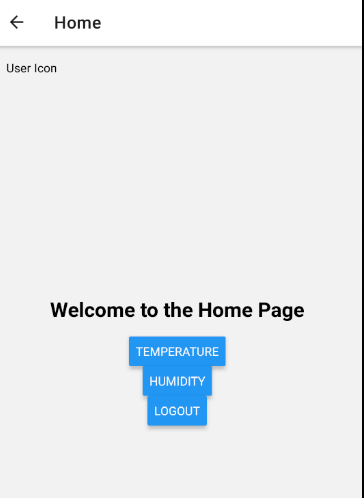 Home
User Icon
Welcome to the Home Page
TEMPERATURE
HUMIDITY
LOGOUT